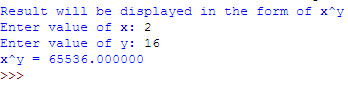 Result will be displayed in the form of x^y
Enter value of x: 2
Enter value of y: 16
x^y = 65536.000000
>>>